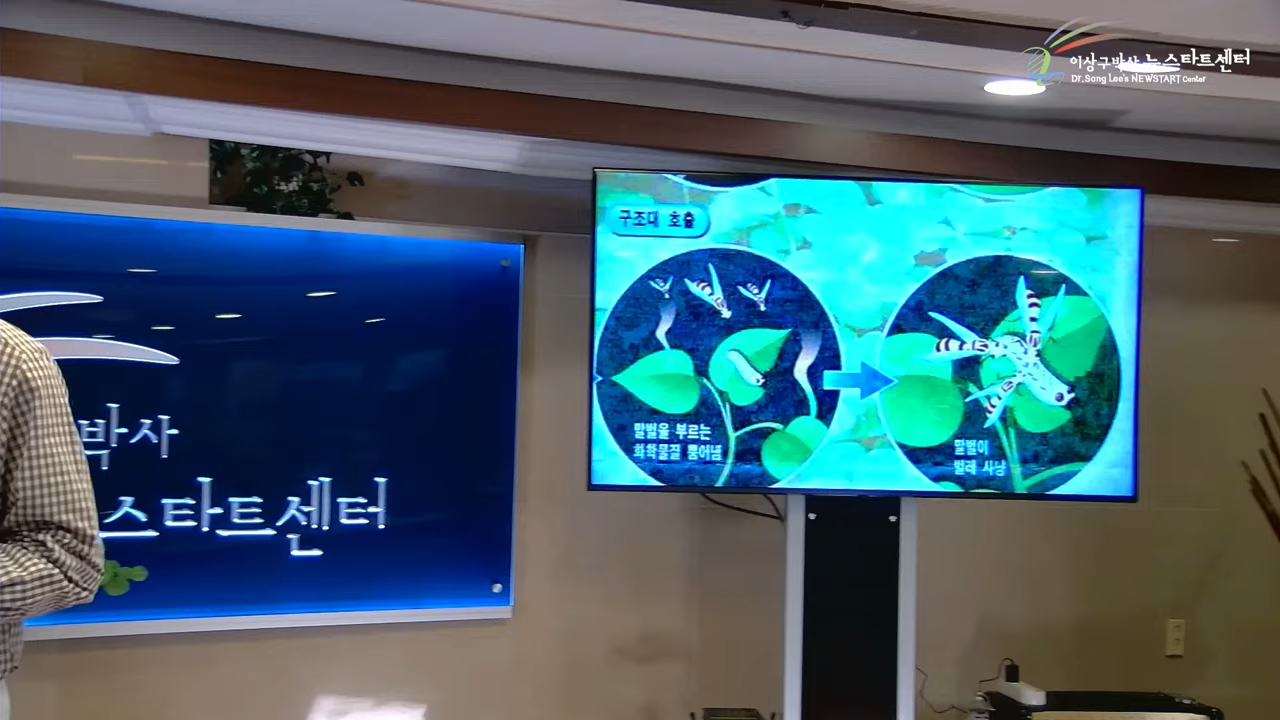 이상구박사 뉴스타트센터
Dr.Sang Lee's NEWSTART Center
구조대 호출
말벌을 부르는
화학물질 뿜어냄
말벌이
벌레 사냥
박사
스타트센터